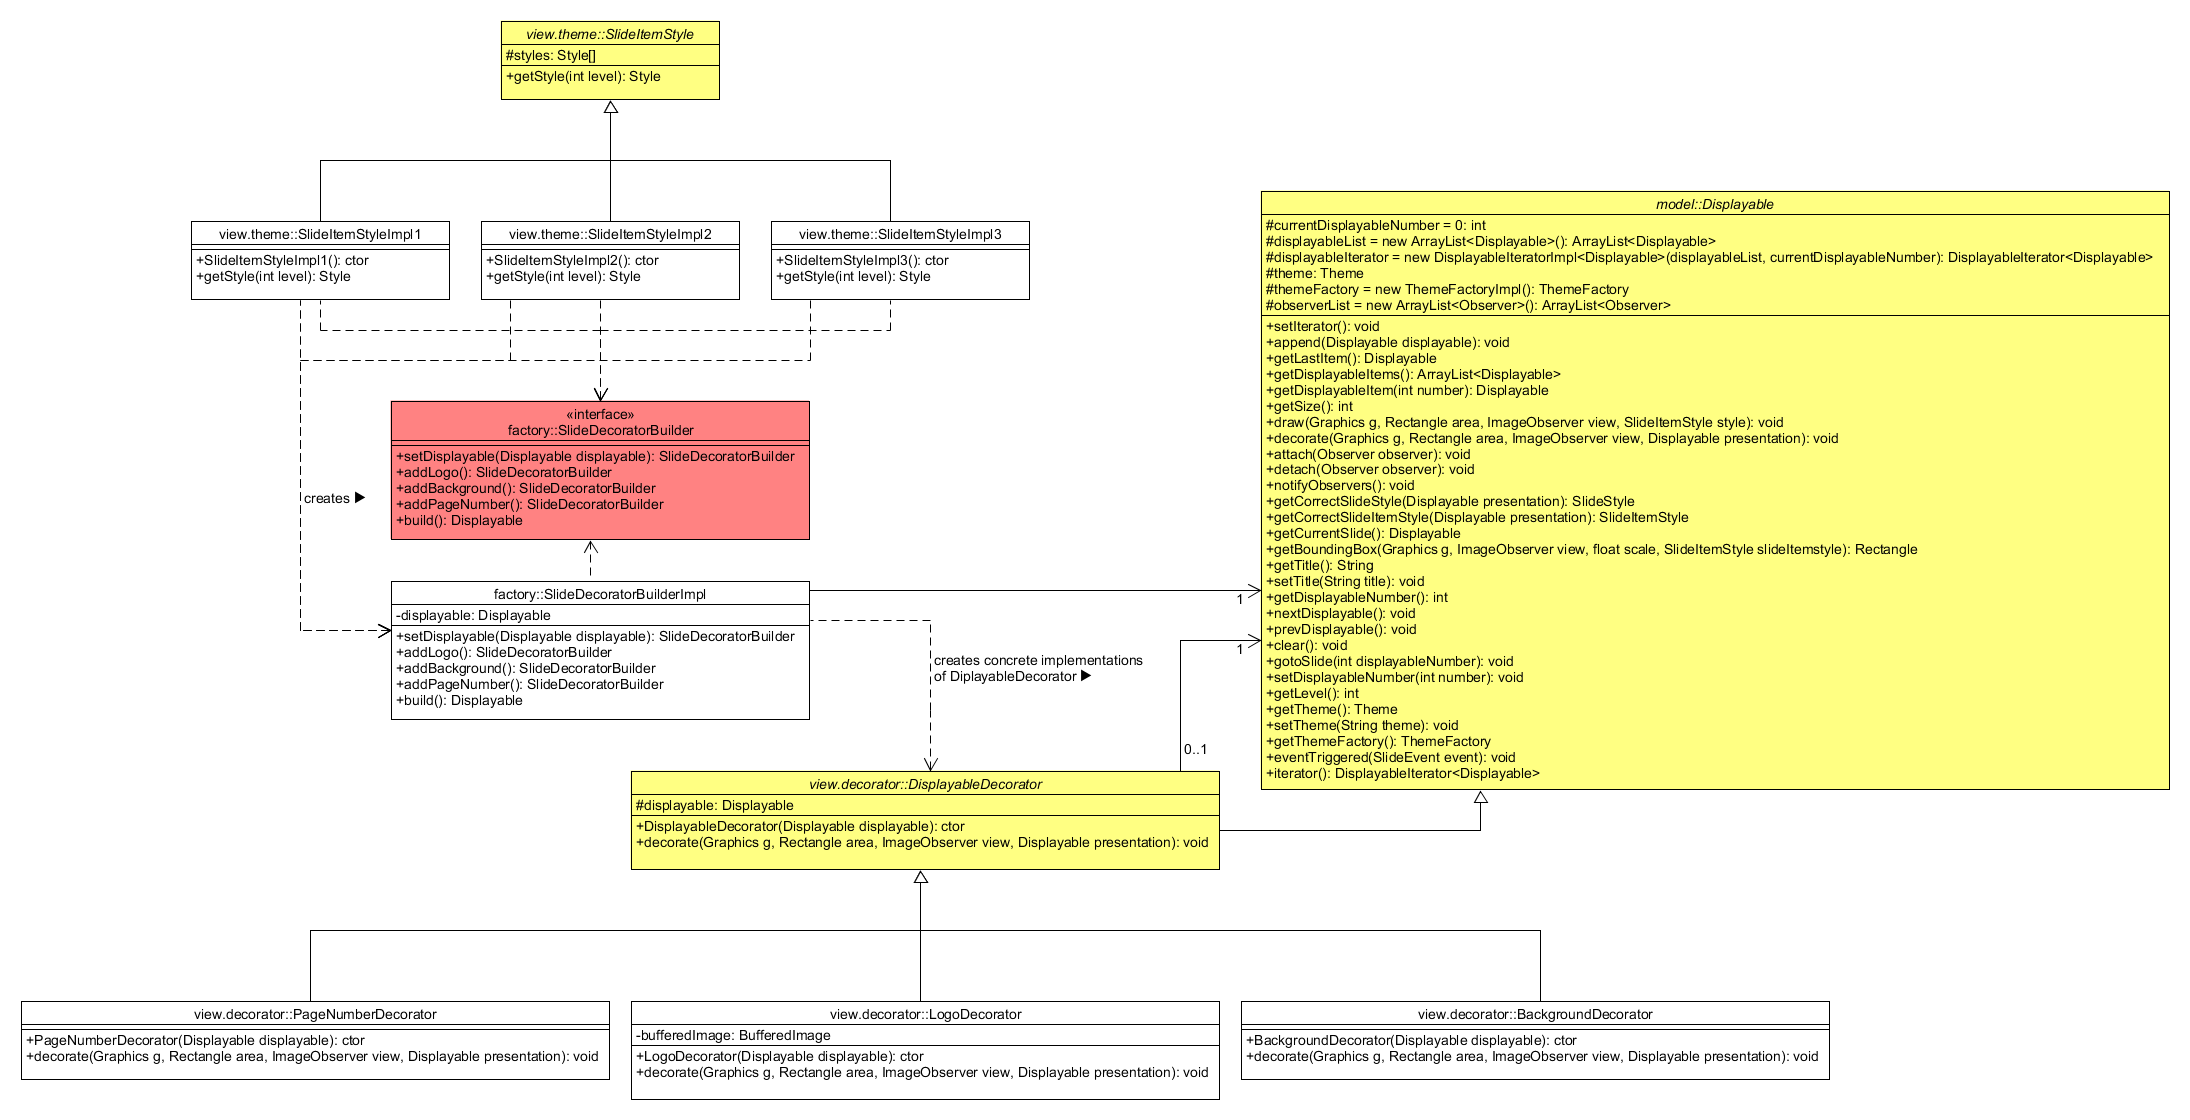 view.theme::SlideItemStyle
#styles: Style[]
+getStyle(int level): Style
view.theme::SlideItemStyleImpl1
+SlideItemStyleImpl1(): ctor
+getStyle(int level): Style
view.theme::SlideItemStyleImpl2
+SlideItemStyleImpl2(): ctor
+getStyle(int level): Style
view.theme::SlideItemStyleImpl3
+SlideItemStyleImpl3(): ctor
+getStyle(int level): Style
model::Displayable
#currentDisplayableNumber = 0: int
#displayableList = new ArrayList<Displayable>(): ArrayList<Displayable>
#displayableIterator = new DisplayableIteratorImpl<Displayable>(displayableList, currentDisplayableNumber): DisplayableIterator<Displayable>
#theme: Theme
#themeFactory = new ThemeFactoryImpl(): ThemeFactory
#observerList = new ArrayList<Observer>(): ArrayList<Observer>
+setIterator(): void
+append(Displayable displayable): void
+getLastItem(): Displayable
+getDisplayableItems(): ArrayList<Displayable>
+getDisplayableItem(int number): Displayable
+getSize(): int
+draw(Graphics g, Rectangle area, ImageObserver view, SlideItemStyle style): void
+decorate(Graphics g, Rectangle area, ImageObserver view, Displayable presentation): void
+attach(Observer observer): void
+detach(Observer observer): void
+notifyObservers(): void
+getCorrectSlideStyle(Displayable presentation): SlideStyle
+getCorrectSlideItemStyle(Displayable presentation): SlideItemStyle
+getCurrentSlide(): Displayable
+getBoundingBox(Graphics g, ImageObserver view, float scale, SlideItemStyle slideItemstyle): Rectangle
+getTitle(): String
+setTitle(String title): void
+getDisplayableNumber(): int
+nextDisplayable(): void
+prevDisplayable(): void
+clear(): void
+gotoSlide(int displayableNumber): void
+setDisplayableNumber(int number): void
+getLevel(): int
+getTheme(): Theme
+setTheme(String theme): void
+getThemeFactory(): ThemeFactory
+eventTriggered(SlideEvent event): void
+iterator(): DisplayableIterator<Displayable>
«interface»
factory::SlideDecoratorBuilder
+setDisplayable(Displayable displayable): SlideDecoratorBuilder
+addLogo(): SlideDecoratorBuilder
+addBackground(): SlideDecoratorBuilder
+addPageNumber(): SlideDecoratorBuilder
+build(): Displayable
creates ▶
factory::SlideDecoratorBuilderImpl
-displayable: Displayable
+setDisplayable(Displayable displayable): SlideDecoratorBuilder
+addLogo(): SlideDecoratorBuilder
+addBackground(): SlideDecoratorBuilder
+addPageNumber(): SlideDecoratorBuilder
+build(): Displayable
1
1
creates concrete implementations
of DiplayableDecorator ▶
0..1
view.decorator::DisplayableDecorator
#displayable: Displayable
+DisplayableDecorator(Displayable displayable): ctor
+decorate(Graphics g, Rectangle area, ImageObserver view, Displayable presentation): void
view.decorator::PageNumberDecorator
+PageNumberDecorator(Displayable displayable): ctor
+decorate(Graphics g, Rectangle area, ImageObserver view, Displayable presentation): void
view.decorator::LogoDecorator
-bufferedImage: BufferedImage
+LogoDecorator(Displayable displayable): ctor
+decorate(Graphics g, Rectangle area, ImageObserver view, Displayable presentation): void
view.decorator::BackgroundDecorator
+BackgroundDecorator(Displayable displayable): ctor
+decorate(Graphics g, Rectangle area, ImageObserver view, Displayable presentation): void